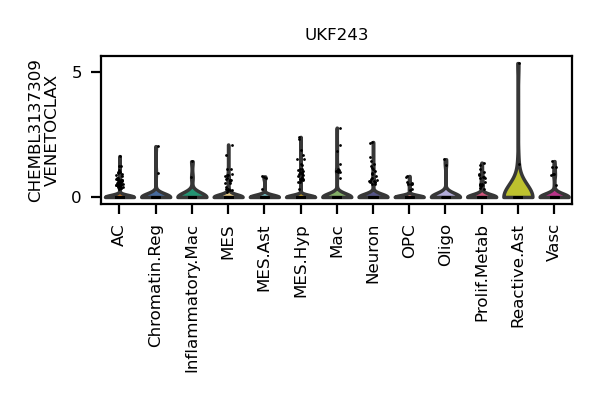 UKF243
CHEMBL3137309
VENETOCLAX
5
0
AC
Chromatin.Reg
Inflammatory.Mac
MES
MES.Ast
MES.Hyp
Mac
Neuron
OPC
Oligo
Prolif.Metab
Reactive.Ast
Vasc